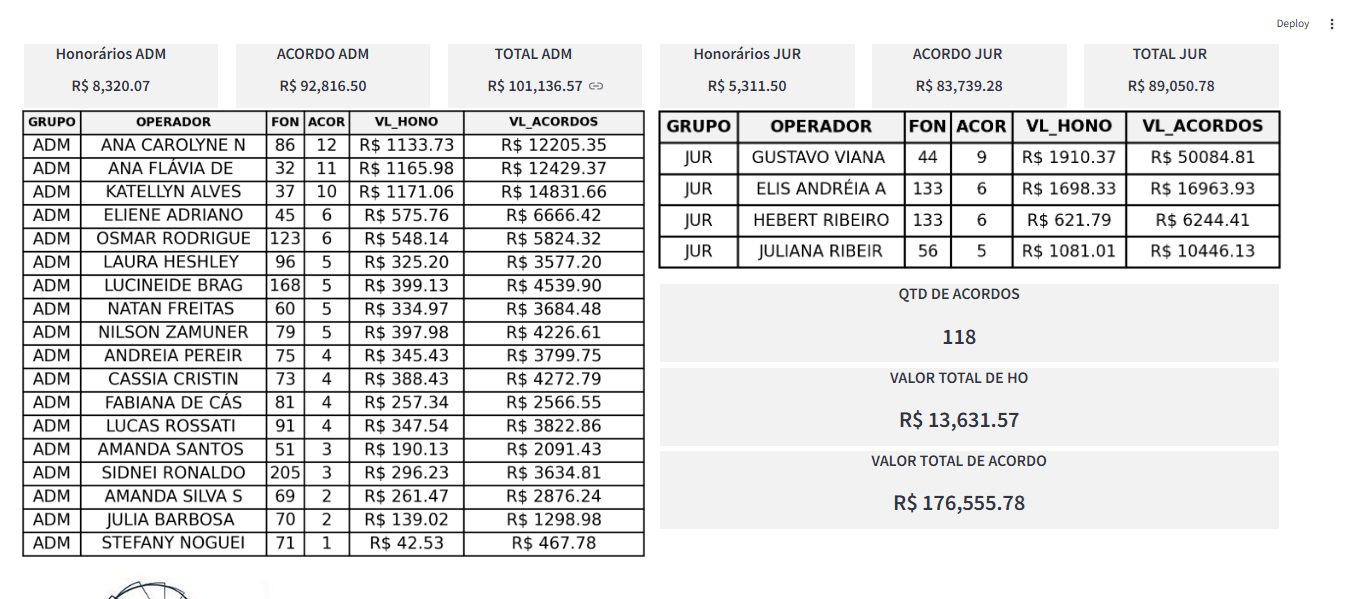 Deploy
Honorários ADM
R$ 8,320.07
ACORDO ADM
R$ 92,816.50
TOTAL ADM
R$ 101,136.57
Honorários JUR
R$ 5,311.50
ACORDO JUR
R$ 83,739.28
TOTAL JUR
R$ 89,050.78
GRUPO OPERADOR FON ACOR VL_HONO VL_ACORDOS
ADM ANA CAROLYNE N 86 12 R$ 1133.73 R$ 12205.35
ADM ANA FLÁVIA DE 32 11 R$ 1165.98 R$ 12429.37
ADM KATELLYN ALVES 37 10 R$ 1171.06 R$ 14831.66
ADM ELIENE ADRIANO 45 6 R$ 575.76 R$ 6666.42
ADM OSMAR RODRIGUE 123 6 R$ 548.14 R$ 5824.32
ADM LAURA HESHLEY 96 5 R$ 325.20 R$ 3577.20
ADM LUCINEIDE BRAG 168 5 R$ 399.13 R$ 4539.90
ADM NATAN FREITAS 60 5 R$ 334.97 R$ 3684.48
ADM NILSON ZAMUNER 79 5 R$ 397.98 R$ 4226.61
ADM ANDREIA PEREIR 75 4 R$ 345.43 R$ 3799.75
ADM CASSIA CRISTIN 73 4 R$ 388.43 R$ 4272.79
ADM FABIANA DE CÁS 81 4 R$ 257.34 R$ 2566.55
ADM LUCAS ROSSATI 91 4 R$ 347.54 R$ 3822.86
ADM AMANDA SANTOS 51 3 R$ 190.13 R$ 2091.43
ADM SIDNEI RONALDO 205 3 R$ 296.23 R$ 3634.81
ADM AMANDA SILVA S 69 2 R$ 261.47 R$ 2876.24
ADM JULIA BARBOSA 70 2 R$ 139.02 R$ 1298.98
ADM STEFANY NOGUEI 71 1 R$ 42.53 R$ 467.78
GRUPO OPERADOR FON ACOR VL_HONO VL_ACORDOS
JUR GUSTAVO VIANA 44 9 R$ 1910.37 R$ 50084.81
JUR ELIS ANDRÉIA A 133 6 R$ 1698.33 R$ 16963.93
JUR HEBERT RIBEIRO 133 6 R$ 621.79 R$ 6244.41
JUR JULIANA RIBEIR 56 5 R$ 1081.01 R$ 10446.13
QTD DE ACORDOS
118
VALOR TOTAL DE HO
R$ 13,631.57
VALOR TOTAL DE ACORDO
R$ 176,555.78